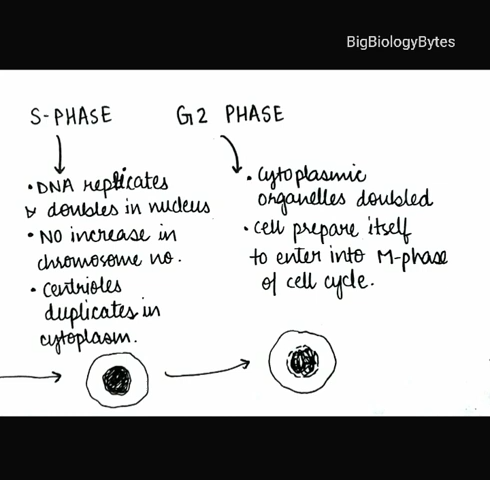 BigBiologyBytes
S-PHASE
• DNA replicates
& doubles in nucleus
• NO increase in
chromosome no.
• Centrioles
duplicates in
cytoplasm.
G2 PHASE
• Cytoplasmic
organelles doubled
• Cell prepare itself
to enter into M-phase
of cell cycle.